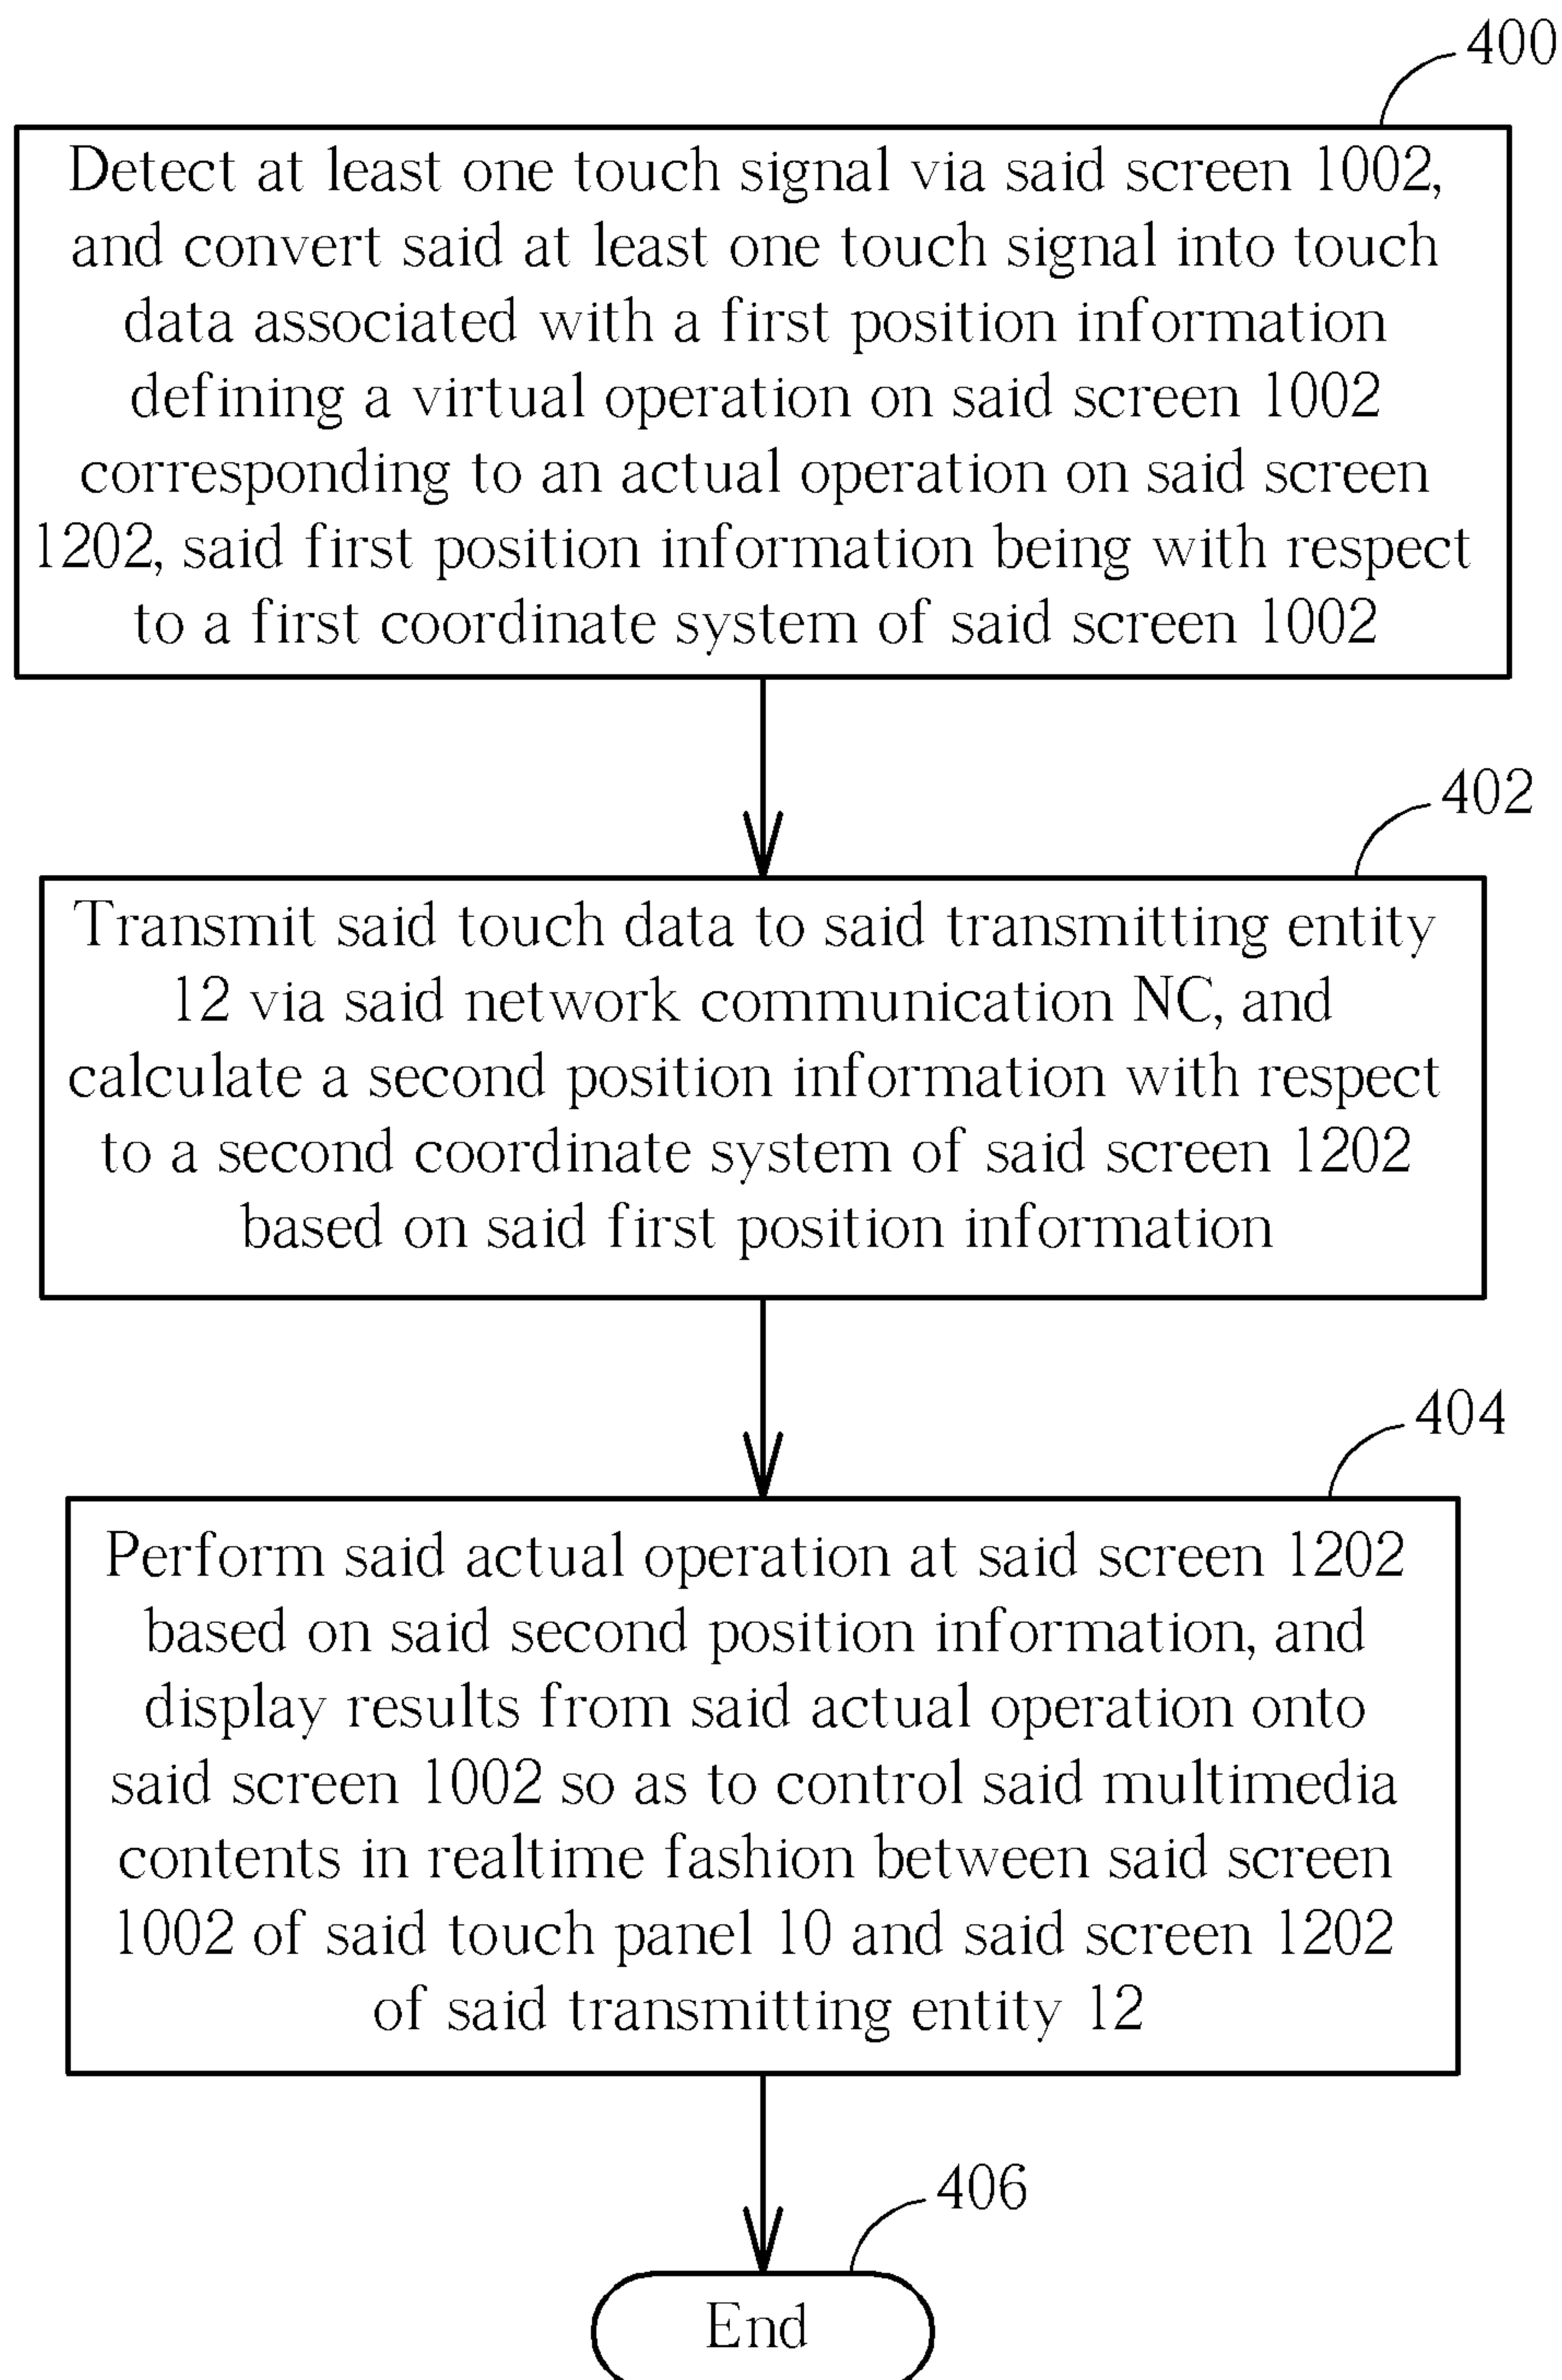 400
Detect at least one touch signal via said screen 1002,
and convert said at least one touch signal into touch
data associated with a first position information
defining a virtual operation on said screen 1002
corresponding to an actual operation on said screen
1202, said first position information being with respect
to a first coordinate system of said screen 1002
402
Transmit said touch data to said transmitting entity
12 via said network communication NC, and
calculate a second position information with respect
to a second coordinate system of said screen 1202
based on said first position information
404
Perform said actual operation at said screen 1202
based on said second position information, and
display results from said actual operation onto
said screen 1002 so as to control said multimedia
contents in realtime fashion between said screen
1002 of said touch panel 10 and said screen 1202
of said transmitting entity 12
406
End